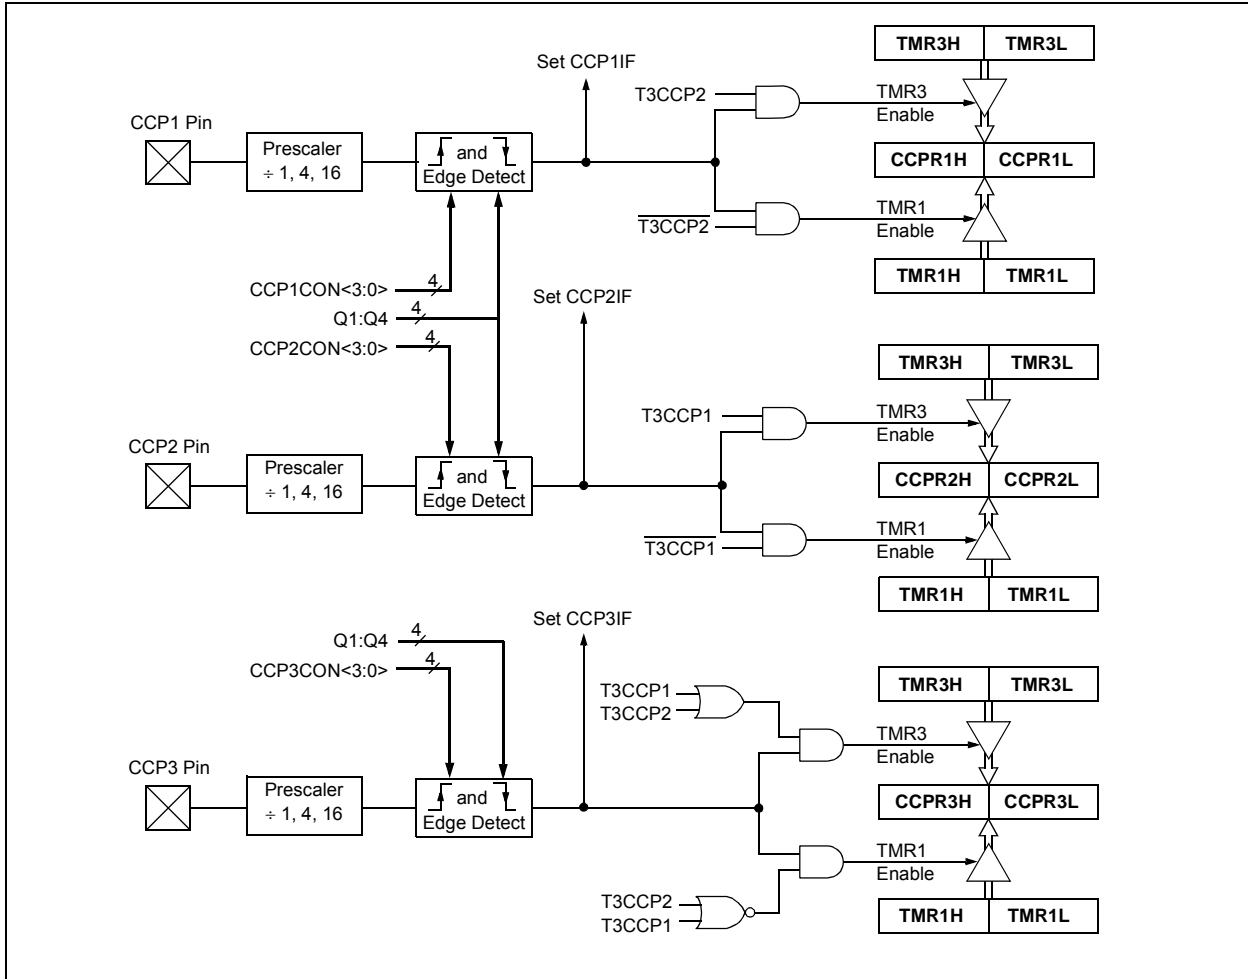 TMR3H TMR3L
Set CCP1IF
T3CCP2
TMR3
Enable
CCP1 Pin
Prescaler
÷ 1, 4, 16
and
Edge Detect
CCPR1H CCPR1L
T3CCP2
TMR1
Enable
TMR1H TMR1L
CCP1CON<3:0>
4
Q1:Q4
4
CCP2CON<3:0>
4
Set CCP2IF
TMR3H TMR3L
T3CCP1
TMR3
Enable
CCP2 Pin
Prescaler
÷ 1, 4, 16
and
Edge Detect
CCPR2H CCPR2L
T3CCP1
TMR1
Enable
TMR1H TMR1L
Set CCP3IF
Q1:Q4
4
CCP3CON<3:0>
4
TMR3H TMR3L
T3CCP1
T3CCP2
TMR3
Enable
CCP3 Pin
Prescaler
÷ 1, 4, 16
and
Edge Detect
CCPR3H CCPR3L
TMR1
Enable
T3CCP2
T3CCP1
TMR1H TMR1L